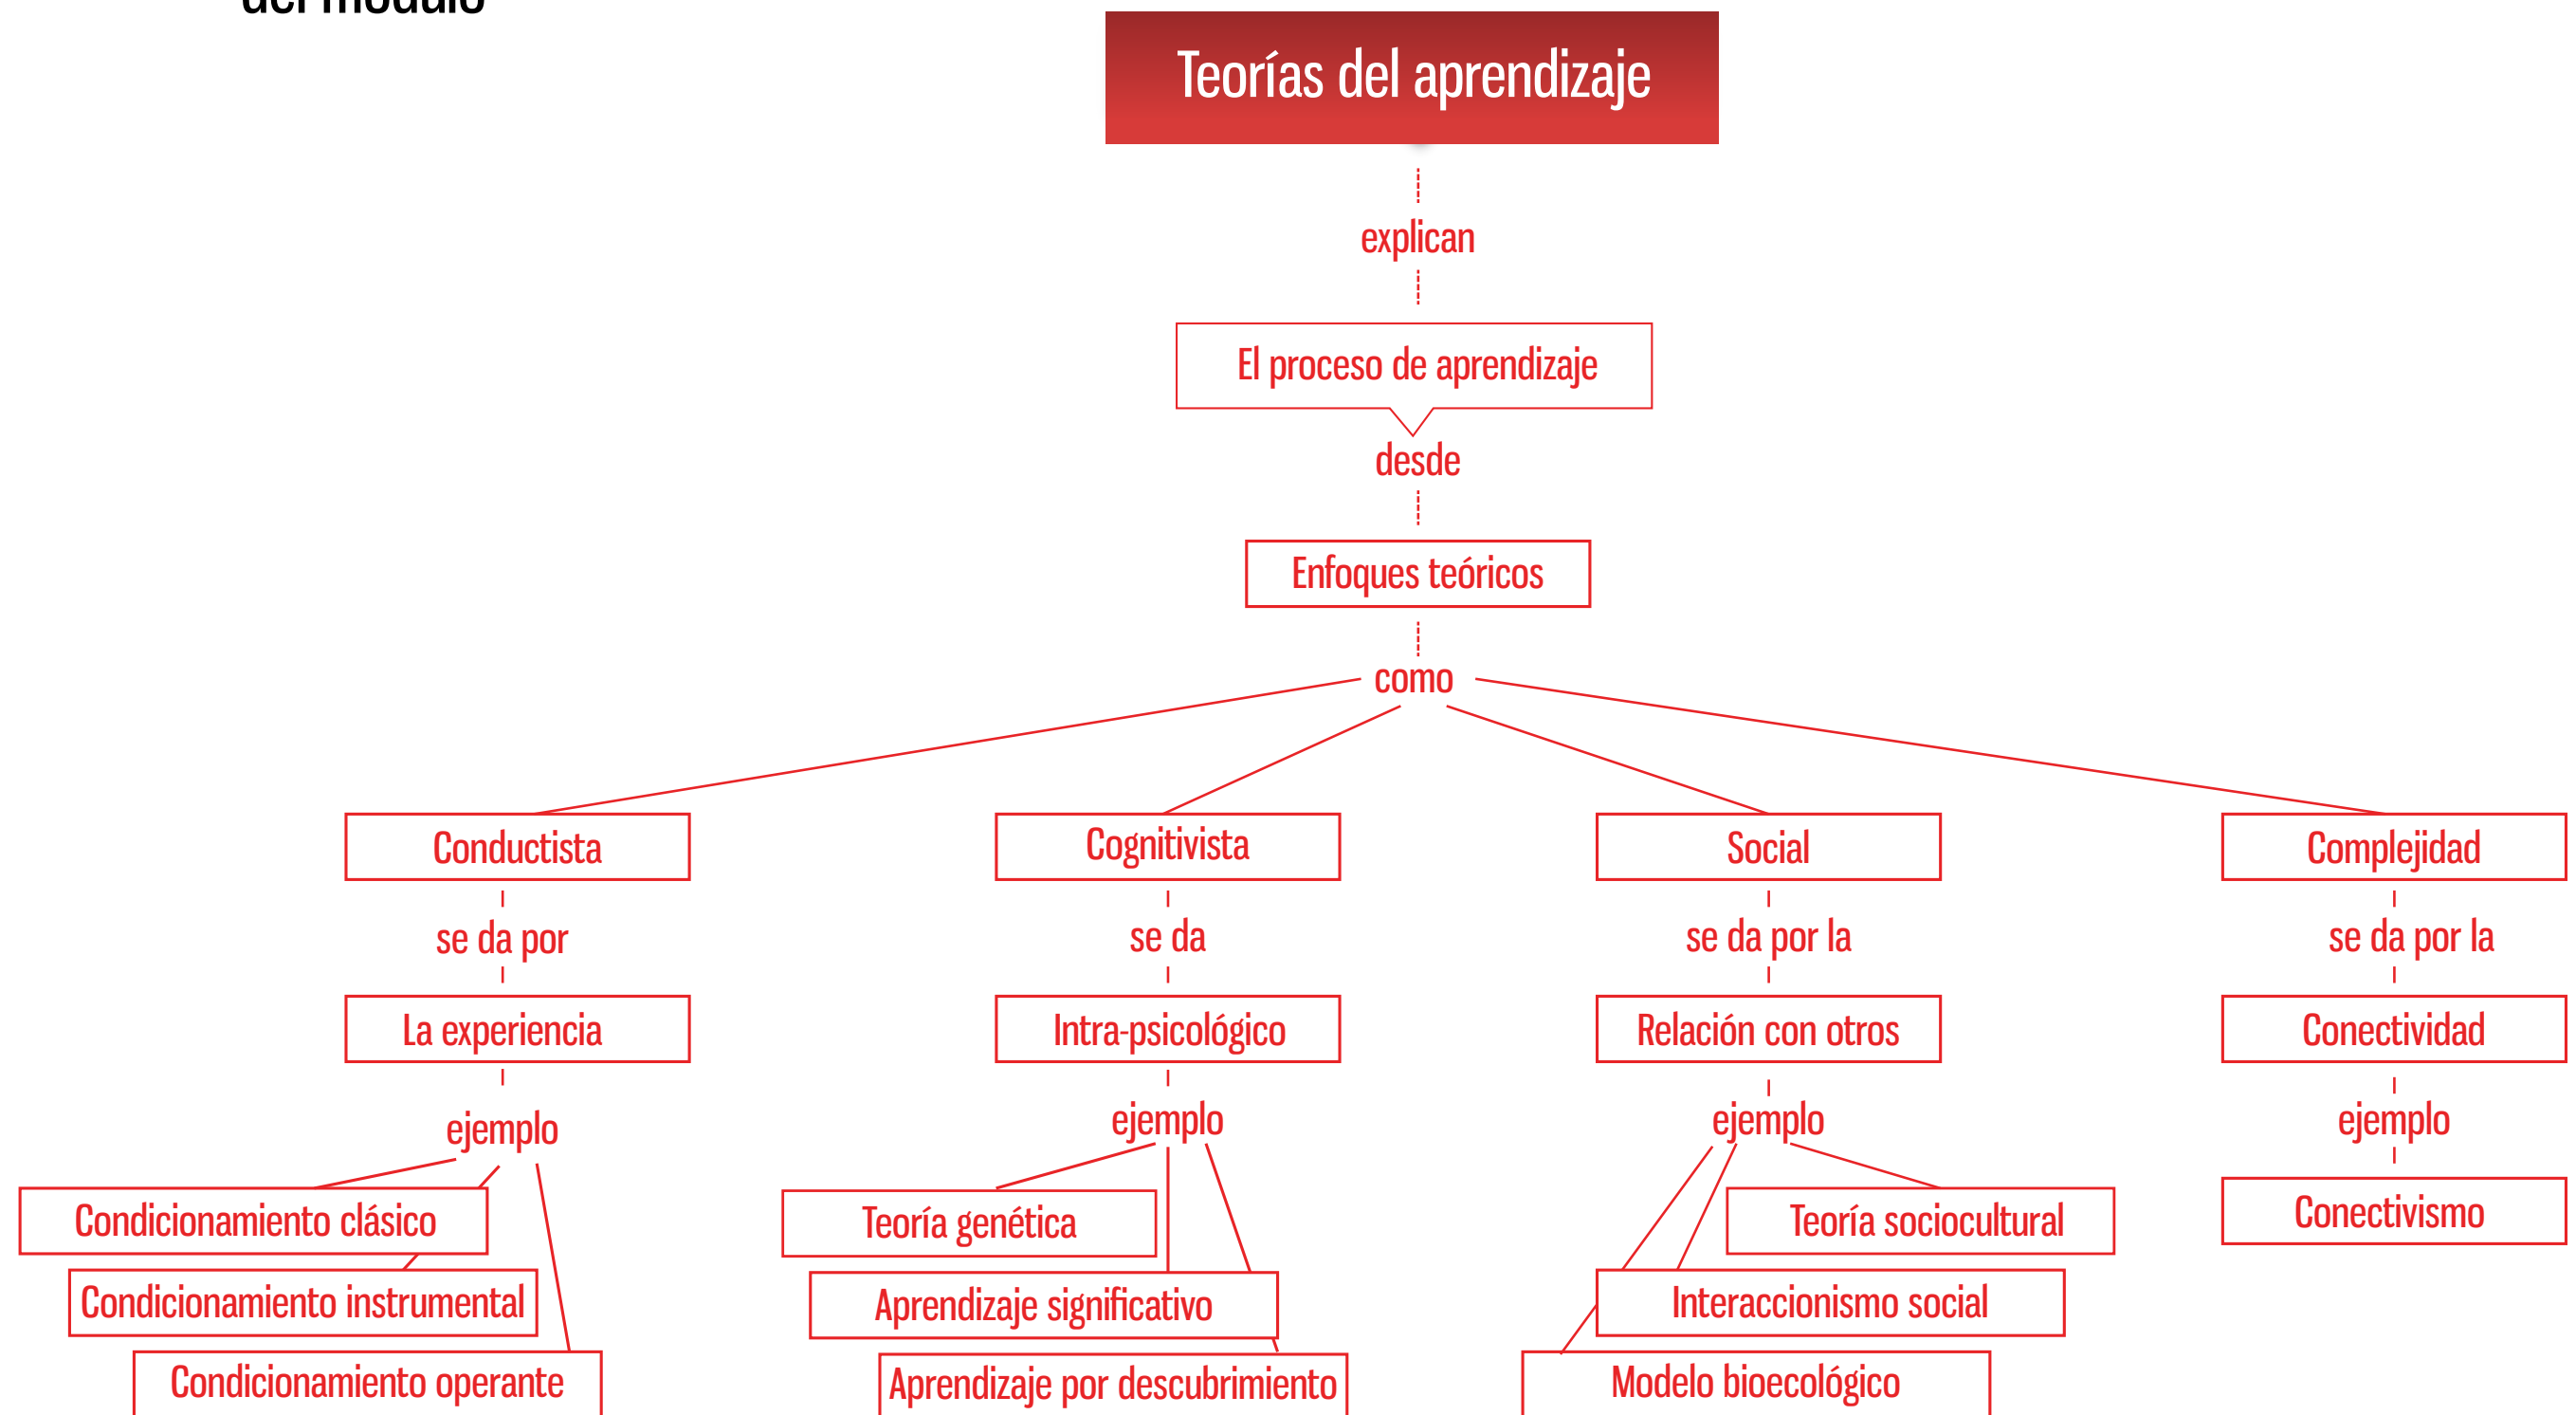 del módulo
Teorías del aprendizaje
explican
El proceso de aprendizaje
desde
Enfoques teóricos
como
Conductista
Cognitivista
Social
Complejidad
se da por
se da
se da por la
se da por la
La experiencia
Intra-psicológico
Relación con otros
Conectividad
ejemplo
ejemplo
ejemplo
ejemplo
Condicionamiento clásico
Teoría genética
Teoría sociocultural
Conectivismo
Condicionamiento instrumental
Aprendizaje significativo
Interaccionismo social
Condicionamiento operante
Aprendizaje por descubrimiento
Modelo bioecológico